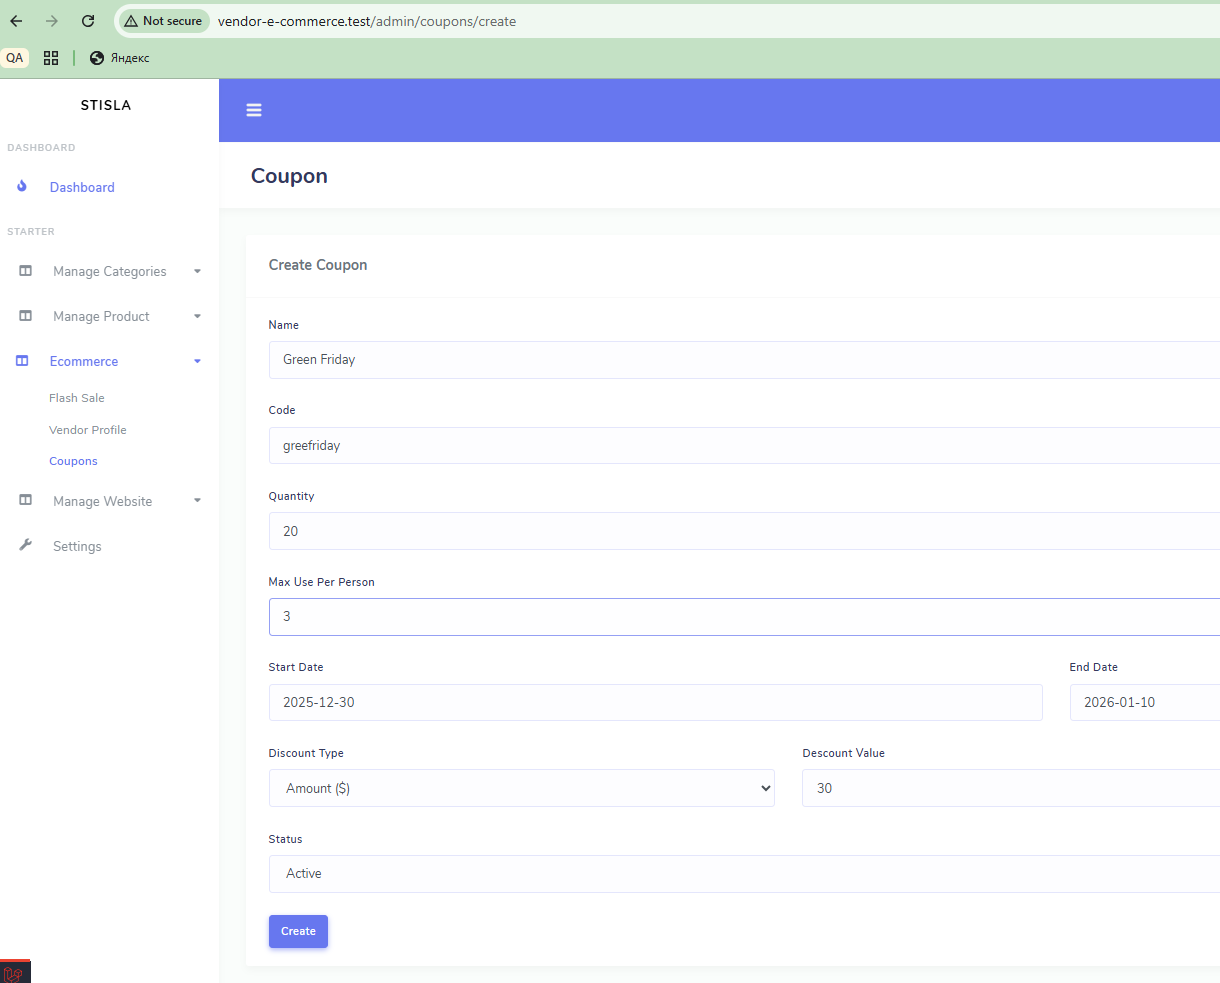 Not secure vendor-e-commerce.test/admin/coupons/create
QA Яндекс
STISLA
DASHBOARD
Dashboard
STARTER
Manage Categories
Manage Product
Ecommerce
Flash Sale
Vendor Profile
Coupons
Manage Website
Settings
Coupon
Create Coupon
Name
Green Friday
Code
greefriday
Quantity
20
Max Use Per Person
3
Start Date End Date
2025-12-30 2026-01-10
Discount Type Descount Value
Amount ($) 30
Status
Active
Create